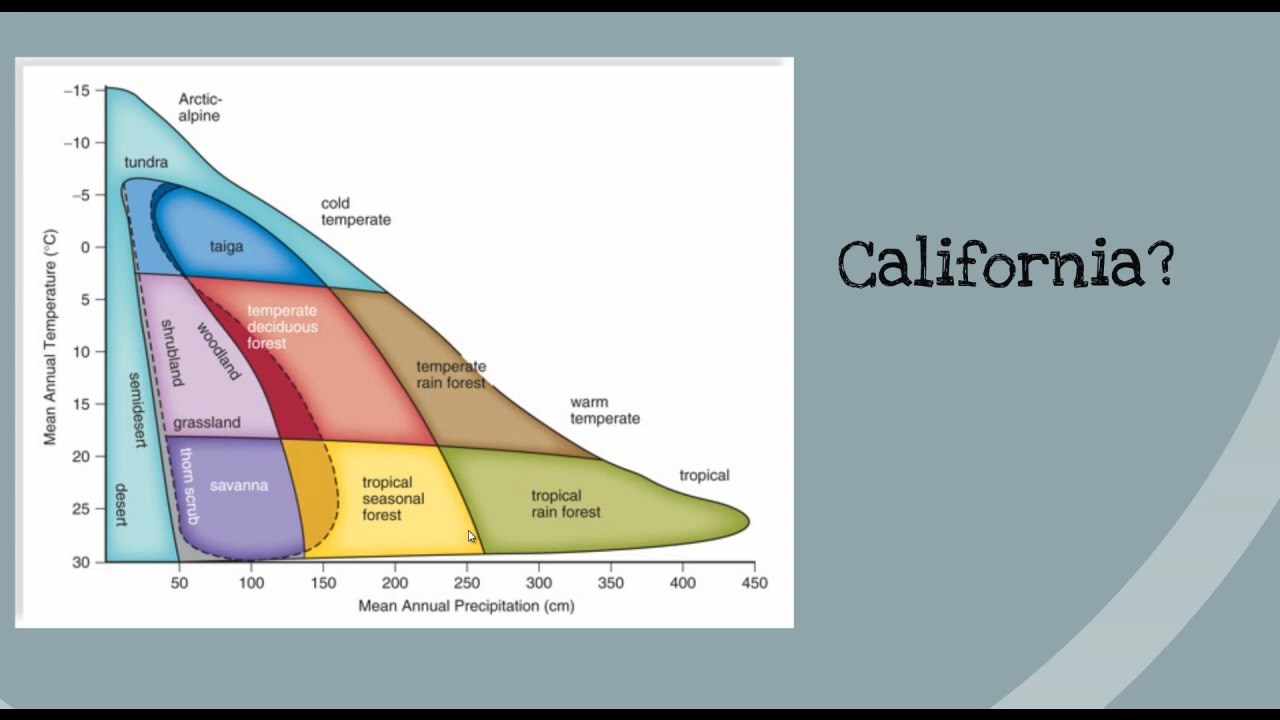 California?
−15
−10
−5
0
5
10
15
20
25
30
Mean Annual Temperature (°C)
Arctic-
alpine
tundra
cold
temperate
taiga
temperate
deciduous
forest
woodland
shrubland
temperate
rain forest
semidesert
grassland
warm
temperate
desert
thorn scrub
savanna
tropical
seasonal
forest
tropical
rain forest
tropical
50
100
150
200
250
300
350
400
450
Mean Annual Precipitation (cm)